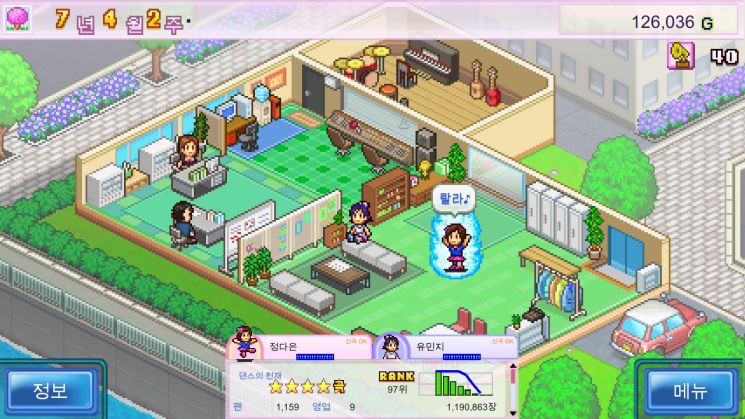 7년 4월 2주
126,036 G
40
랄라♪
정다은 신곡 OK
유민지 신곡 OK
댄스의 천재
RANK
97위
팬 1,159 영업 9
1,190,863장
정보
메뉴